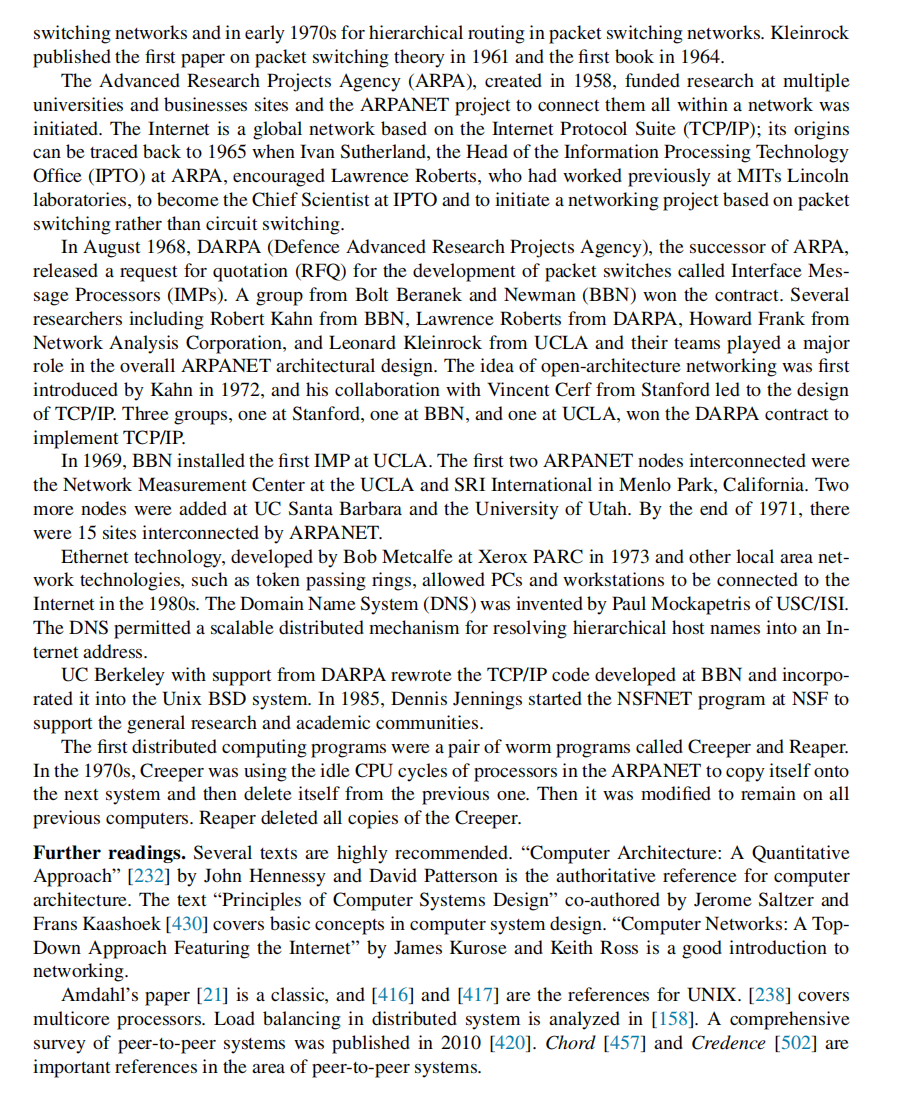 switching networks and in early 1970s for hierarchical routing in packet switching networks. Kleinrock
published the first paper on packet switching theory in 1961 and the first book in 1964.
The Advanced Research Projects Agency (ARPA), created in 1958, funded research at multiple
universities and businesses sites and the ARPANET project to connect them all within a network was
initiated. The Internet is a global network based on the Internet Protocol Suite (TCP/IP); its origins
can be traced back to 1965 when Ivan Sutherland, the Head of the Information Processing Technology
Office (IPTO) at ARPA, encouraged Lawrence Roberts, who had worked previously at MITs Lincoln
laboratories, to become the Chief Scientist at IPTO and to initiate a networking project based on packet
switching rather than circuit switching.
In August 1968, DARPA (Defence Advanced Research Projects Agency), the successor of ARPA,
released a request for quotation (RFQ) for the development of packet switches called Interface Mes-
sage Processors (IMPs). A group from Bolt Beranek and Newman (BBN) won the contract. Several
researchers including Robert Kahn from BBN, Lawrence Roberts from DARPA, Howard Frank from
Network Analysis Corporation, and Leonard Kleinrock from UCLA and their teams played a major
role in the overall ARPANET architectural design. The idea of open-architecture networking was first
introduced by Kahn in 1972, and his collaboration with Vincent Cerf from Stanford led to the design
of TCP/IP. Three groups, one at Stanford, one at BBN, and one at UCLA, won the DARPA contract to
implement TCP/IP.
In 1969, BBN installed the first IMP at UCLA. The first two ARPANET nodes interconnected were
the Network Measurement Center at the UCLA and SRI International in Menlo Park, California. Two
more nodes were added at UC Santa Barbara and the University of Utah. By the end of 1971, there
were 15 sites interconnected by ARPANET.
Ethernet technology, developed by Bob Metcalfe at Xerox PARC in 1973 and other local area net-
work technologies, such as token passing rings, allowed PCs and workstations to be connected to the
Internet in the 1980s. The Domain Name System (DNS) was invented by Paul Mockapetris of USC/ISI.
The DNS permitted a scalable distributed mechanism for resolving hierarchical host names into an In-
ternet address.
UC Berkeley with support from DARPA rewrote the TCP/IP code developed at BBN and incorpo-
rated it into the Unix BSD system. In 1985, Dennis Jennings started the NSFNET program at NSF to
support the general research and academic communities.
The first distributed computing programs were a pair of worm programs called Creeper and Reaper.
In the 1970s, Creeper was using the idle CPU cycles of processors in the ARPANET to copy itself onto
the next system and then delete itself from the previous one. Then it was modified to remain on all
previous computers. Reaper deleted all copies of the Creeper.
Further readings. Several texts are highly recommended. “Computer Architecture: A Quantitative
Approach” [232] by John Hennessy and David Patterson is the authoritative reference for computer
architecture. The text “Principles of Computer Systems Design” co-authored by Jerome Saltzer and
Frans Kaashoek [430] covers basic concepts in computer system design. “Computer Networks: A Top-
Down Approach Featuring the Internet” by James Kurose and Keith Ross is a good introduction to
networking.
Amdahl’s paper [21] is a classic, and [416] and [417] are the references for UNIX. [238] covers
multicore processors. Load balancing in distributed system is analyzed in [158]. A comprehensive
survey of peer-to-peer systems was published in 2010 [420]. Chord [457] and Credence [502] are
important references in the area of peer-to-peer systems.